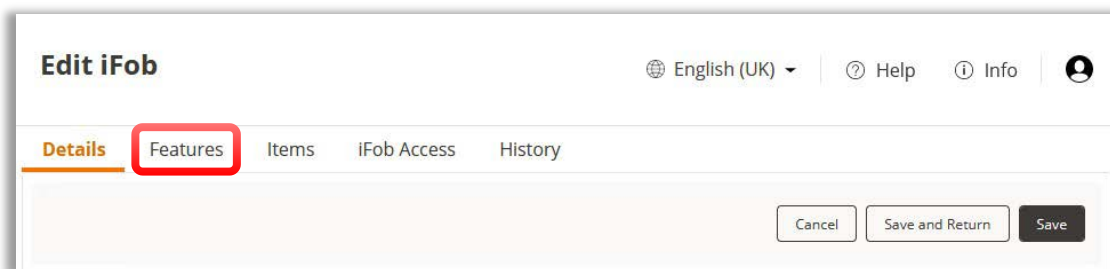 Edit iFob
English (UK) Help Info
Details Features Items iFob Access History
Cancel Save and Return Save